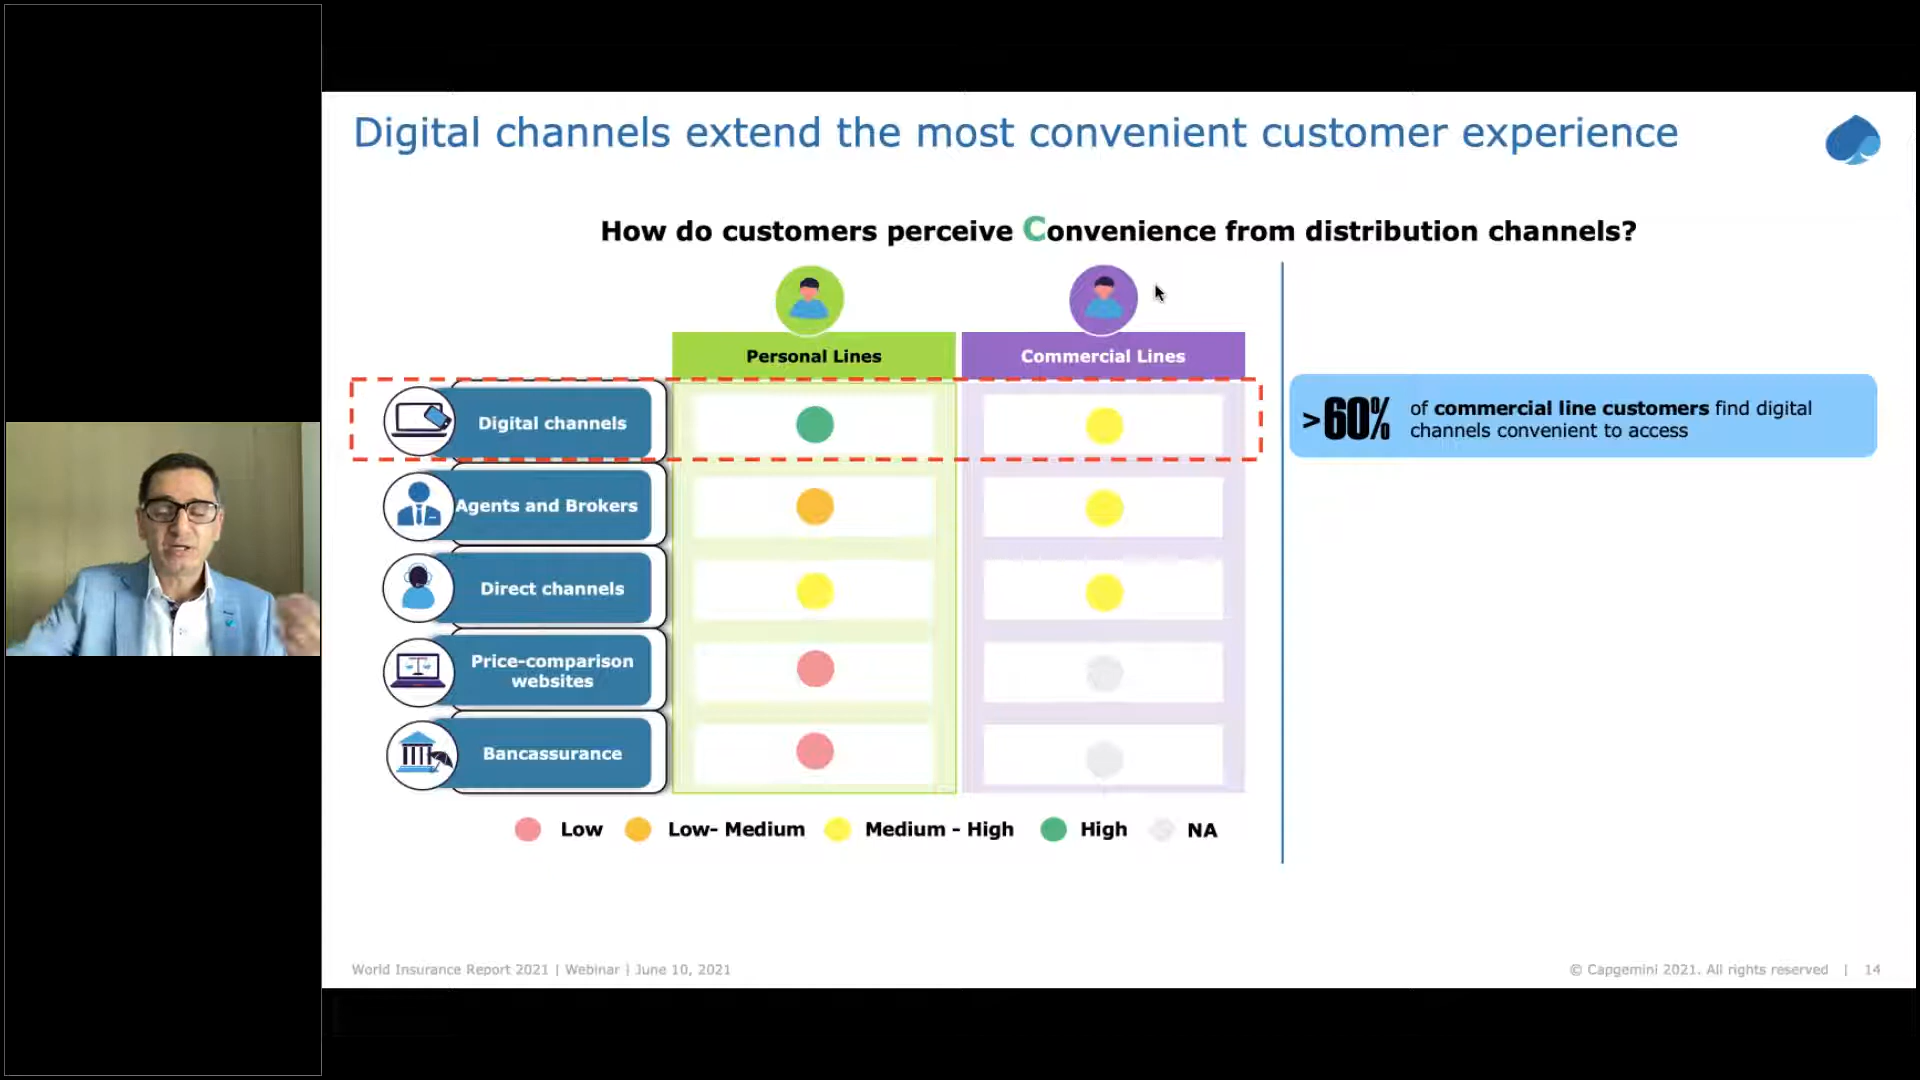 Digital channels extend the most convenient customer experience
How do customers perceive Convenience from distribution channels?
Personal Lines
Commercial Lines
Digital channels
>60%
of commercial line customers find digital
channels convenient to access
Agents and Brokers
Direct channels
Price-comparison
websites
Bancassurance
Low
Low- Medium
Medium - High
High
NA
World Insurance Report 2021 | Webinar | June 10, 2021
© Capgemini 2021. All rights reserved | 14